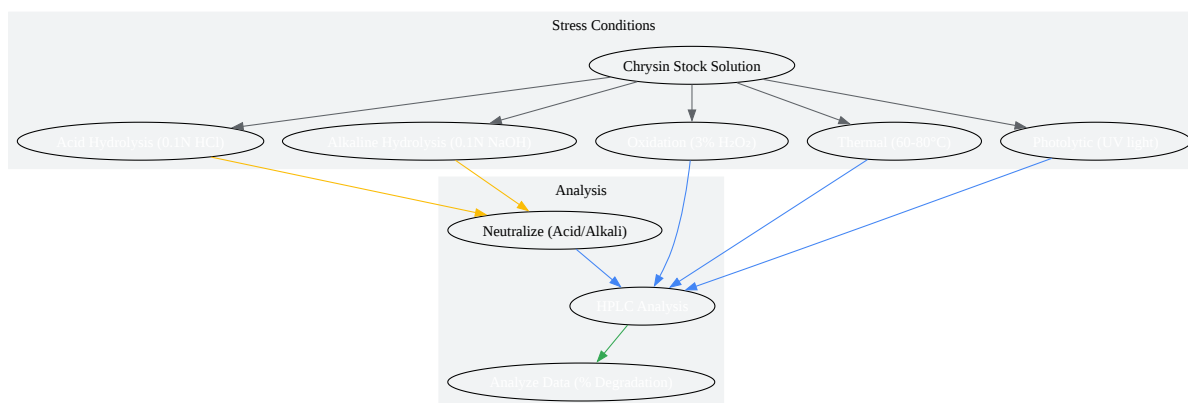 Stress Conditions
Chrysin Stock Solution
Acid Hydrolysis (0.1N HCl)
Alkaline Hydrolysis (0.1N NaOH)
Oxidation (3% H₂O₂)
Thermal (60-80°C)
Photolytic (UV light)
Analysis
Neutralize (Acid/Alkali)
HPLC Analysis
Analyze Data (% Degradation)